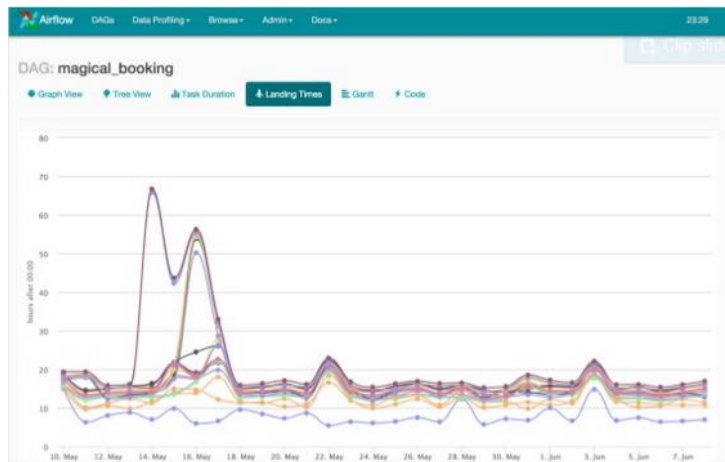 Airflow DAGs Data Profiling Browse Admin Docs 23:29
Clip slide
DAG: magical_booking
Graph View Tree View Task Duration Landing Times Gantt Code
80
70
60
50
40
30
20
10
0
hours after 00:00
10. May 12. May 14. May 16. May 18. May 20. May 22. May 24. May 26. May 28. May 30. May 1. Jun 3. Jun 5. Jun 7. Jun